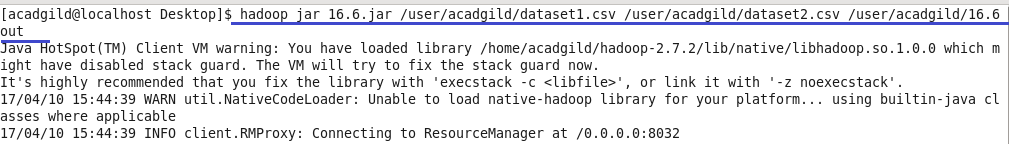 [acadgild@localhost Desktop]$ hadoop jar 16.6.jar /user/acadgild/dataset1.csv /user/acadgild/dataset2.csv /user/acadgild/16.6
out
Java HotSpot(TM) Client VM warning: You have loaded library /home/acadgild/hadoop-2.7.2/lib/native/libhadoop.so.1.0.0 which m
ight have disabled stack guard. The VM will try to fix the stack guard now.
It's highly recommended that you fix the library with 'execstack -c <libfile>', or link it with '-z noexecstack'.
17/04/10 15:44:39 WARN util.NativeCodeLoader: Unable to load native-hadoop library for your platform... using builtin-java cl
asses where applicable
17/04/10 15:44:39 INFO client.RMProxy: Connecting to ResourceManager at /0.0.0.0:8032